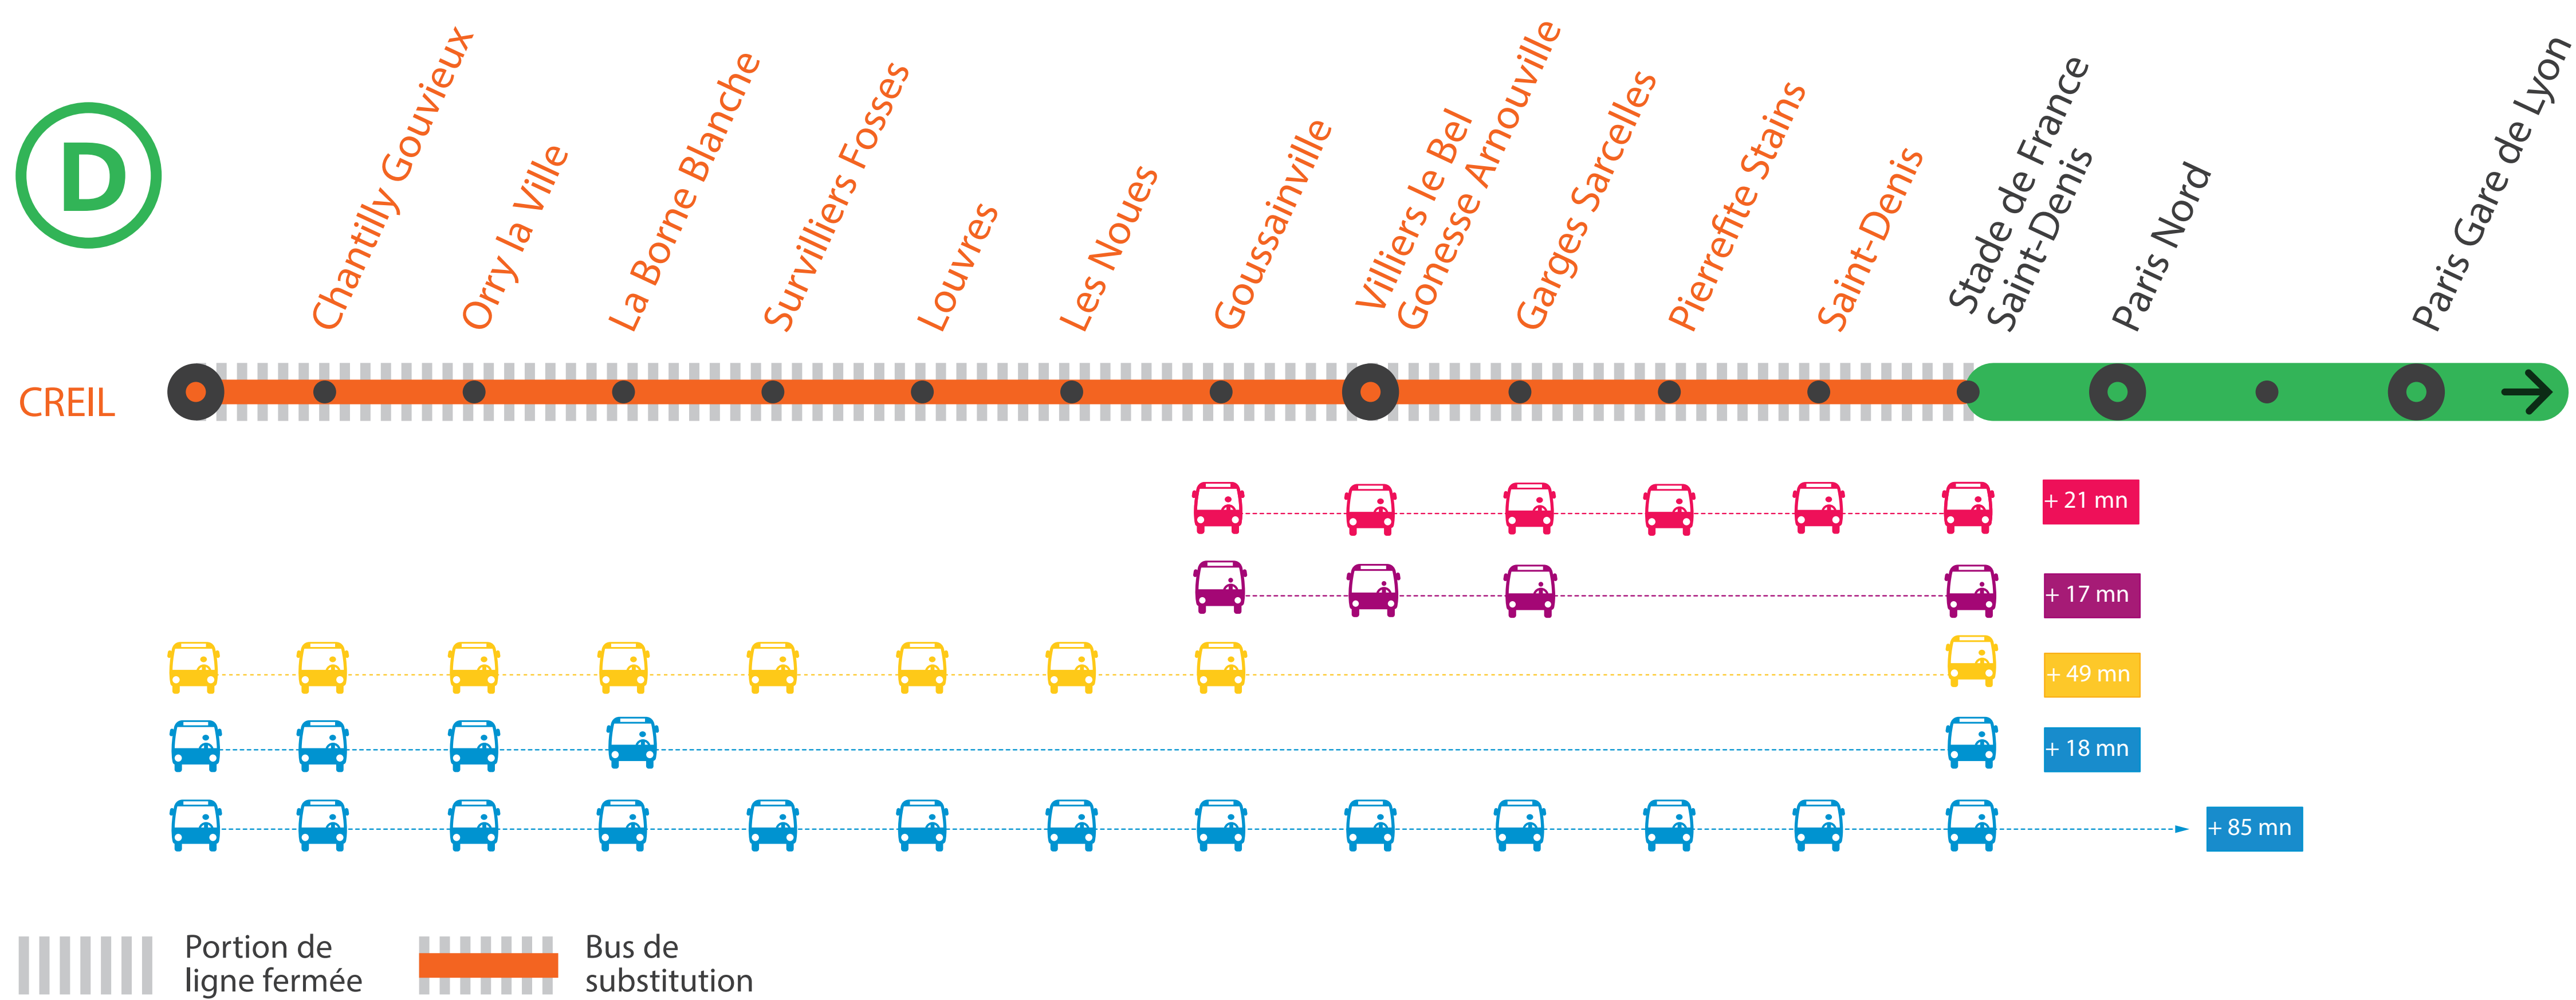 D
CREIL
Chantilly Gouvieux
Orry la Ville
La Borne Blanche
Survilliers Fosses
Louvres
Les Noues
Goussainville
Villiers le Bel
Gonesse Arnouville
Garges Sarcelles
Pierrefite Stains
Saint-Denis
Stade de France
Saint-Denis
Paris Nord
Paris Gare de Lyon
+ 21 mn
+ 17 mn
+ 49 mn
+ 18 mn
+ 85 mn
Portion de
ligne fermée
Bus de
substitution